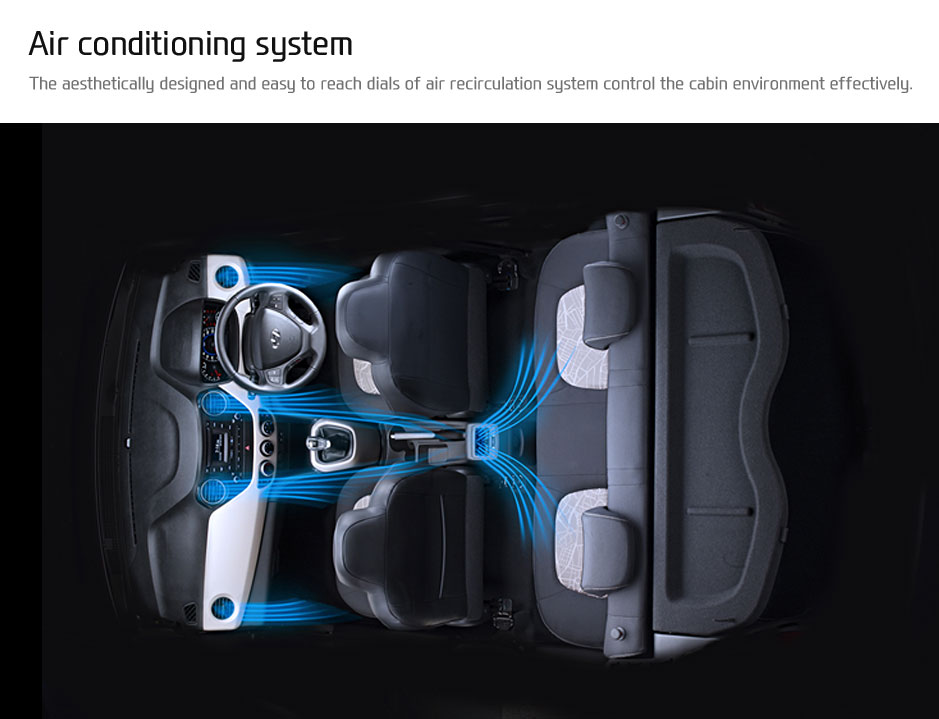 Air conditioning system
The aesthetically designed and easy to reach dials of air recirculation system control the cabin environment effectively.